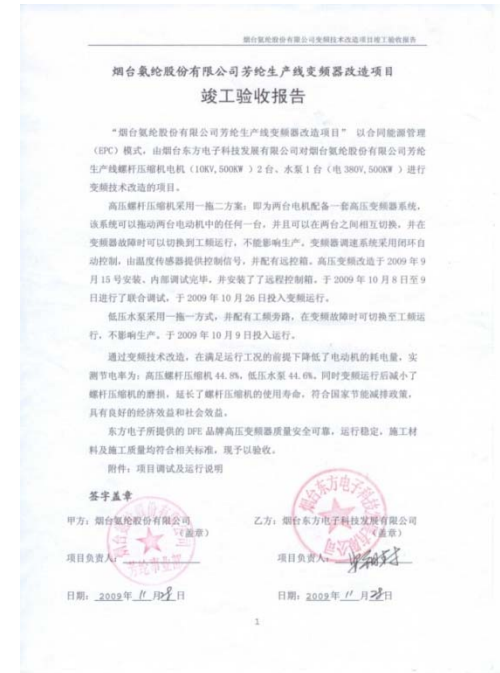 烟台氨纶股份有限公司变频技术改造项目竣工验收报告
烟台氨纶股份有限公司芳纶生产线变频器改造项目
竣工验收报告
“烟台氨纶股份有限公司芳纶生产线变频器改造项目”以合同能源管理
（EPC）模式，由烟台东方电子科技发展有限公司对烟台氨纶股份有限公司芳纶
生产线螺杆压缩机电机（10KV,500KW）2台、水泵1台（电380V,500KW）进行
变频技术改造的项目。
高压螺杆压缩机采用一拖二方案：即为两台电机配备一套高压变频器系统，
该系统可以拖动两台电动机中的任何一台，并且可以在两台之间相互切换，并在
变频器故障时可以切换到工频运行，不能影响生产。变频器调速系统采用闭环自
动控制，由温度传感器提供控制信号，并配有远控箱。高压变频改造于2009年9
月15号安装、内部调试完毕，并安装了了远程控制箱。于2009年10月8日至9
日进行了联合调试，于2009年10月26日投入变频运行。
低压水泵采用一拖一方式，并配有工频旁路，在变频故障时可切换至工频运
行，不影响生产。于2009年10月9日投入运行。
通过变频技术改造，在满足运行工况的前提下降低了电动机的耗电量，实
测节电率为：高压螺杆压缩机44.8%，低压水泵44.6%，同时变频运行后减小了
螺杆压缩机的磨损，延长了螺杆压缩机的使用寿命，符合国家节能减排政策，
具有良好的经济效益和社会效益。
东方电子所提供的DFE品牌高压变频器质量安全可靠，运行稳定，施工材
料及施工质量均符合相关标准，现予以验收。
附件：项目调试及运行说明
签字盖章
甲方：烟台氨纶股份有限公司
（盖章）
乙方：烟台东方电子科技发展有限公司
（盖章）
项目负责人：
项目负责人：
芳纶事业部
日期：2009年11月28日
日期：2009年11月28日
1